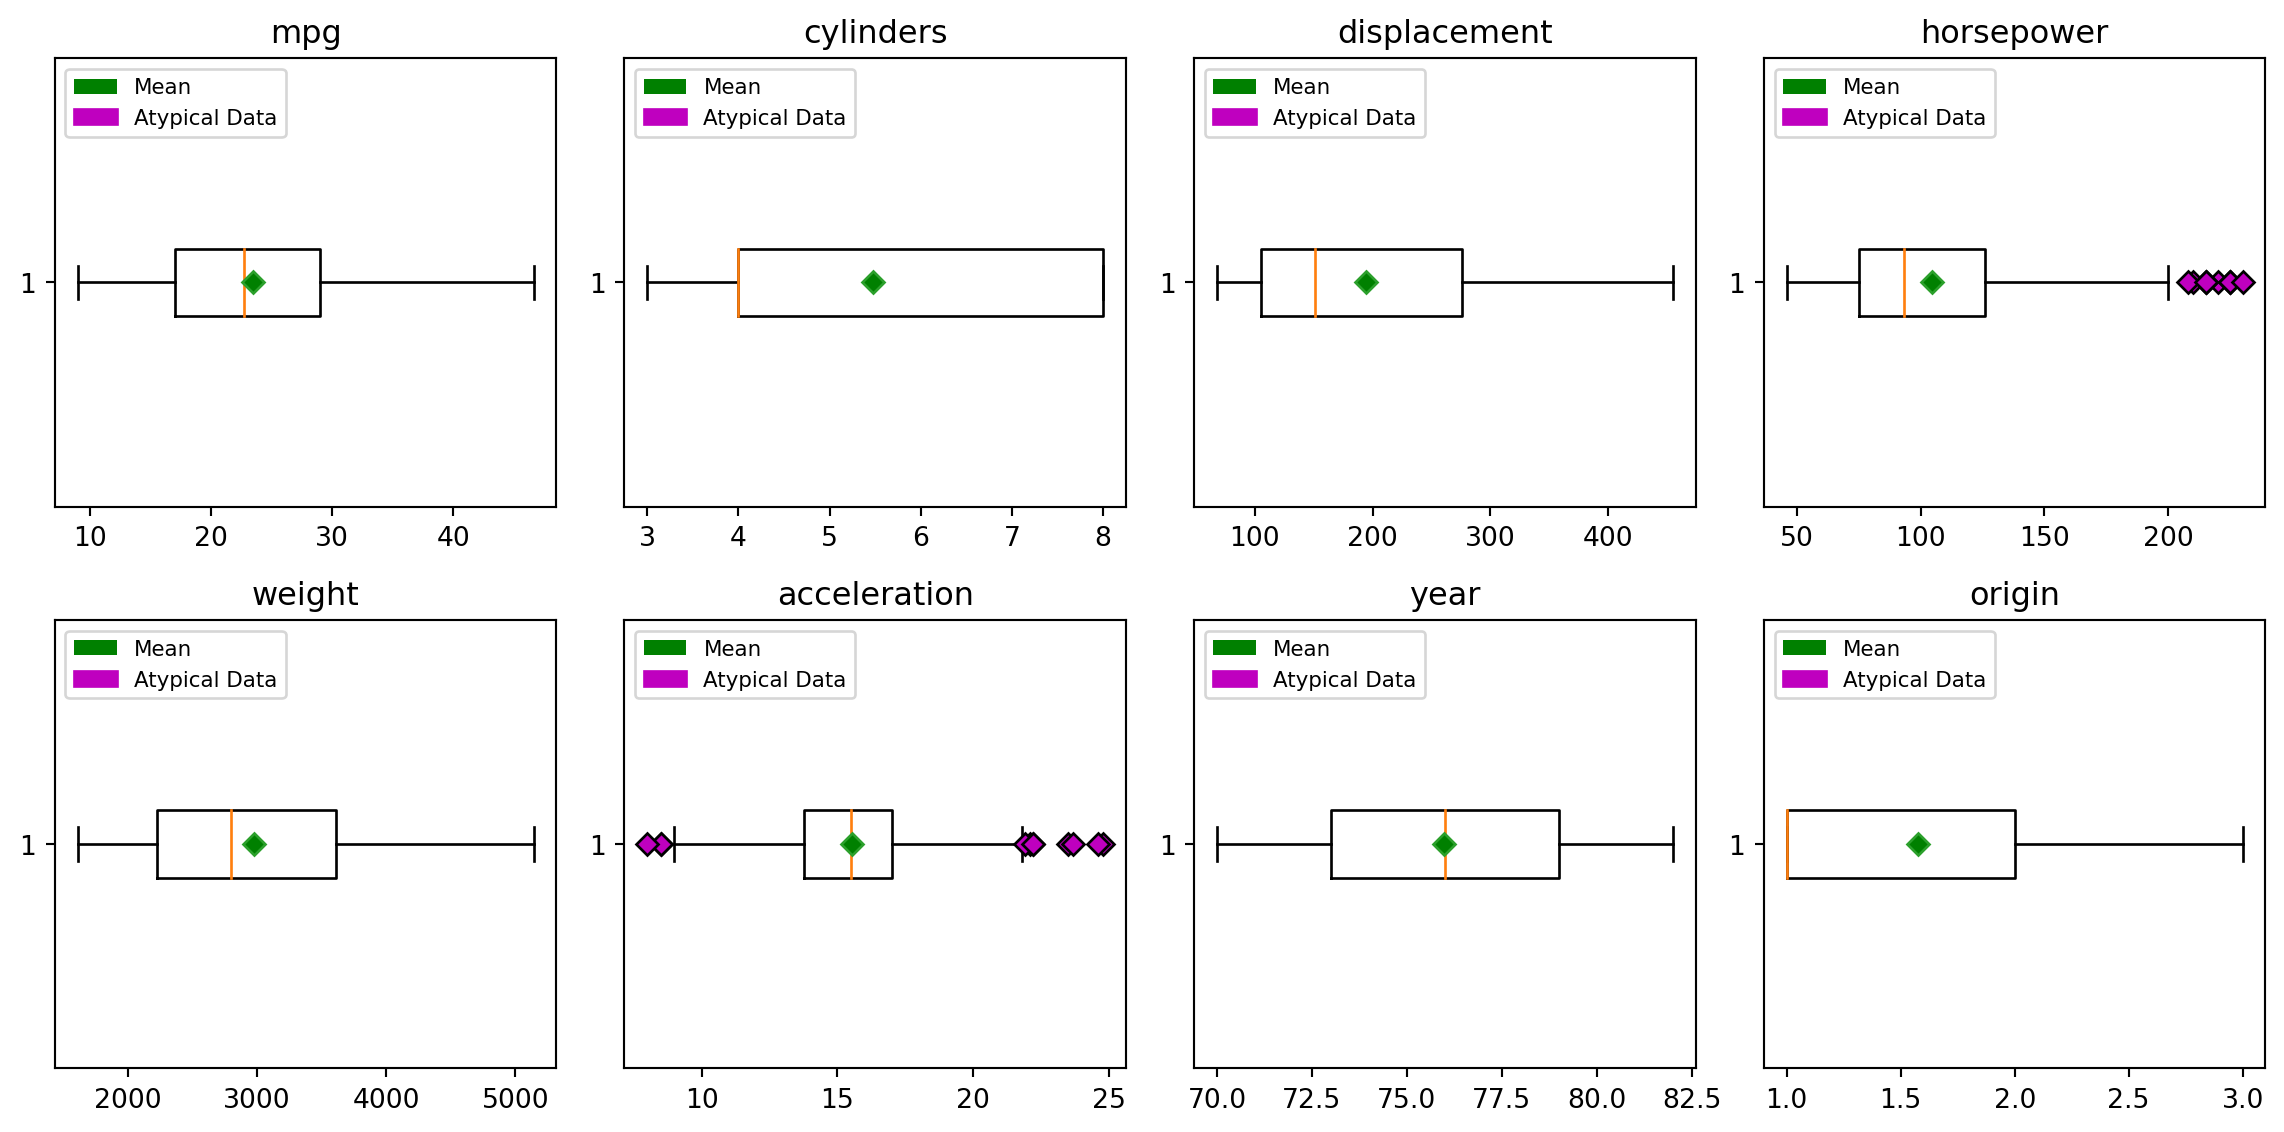 mpg
Mean
Atypical Data
1
10 20 30 40
cylinders
Mean
Atypical Data
1
3 4 5 6 7 8
displacement
Mean
Atypical Data
1
100 200 300 400
horsepower
Mean
Atypical Data
1
50 100 150 200
weight
Mean
Atypical Data
1
2000 3000 4000 5000
acceleration
Mean
Atypical Data
1
10 15 20 25
year
Mean
Atypical Data
1
70.0 72.5 75.0 77.5 80.0 82.5
origin
Mean
Atypical Data
1
1.0 1.5 2.0 2.5 3.0